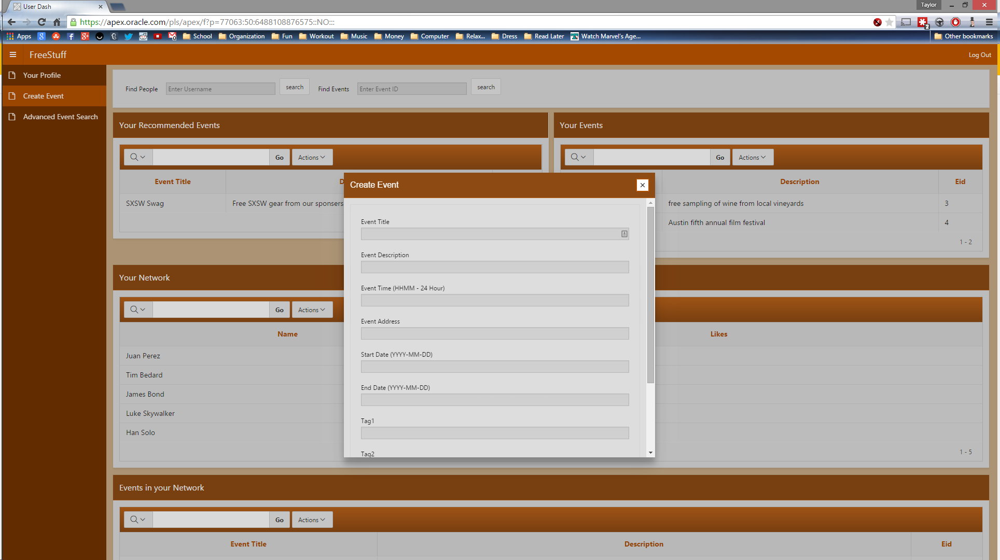 User Dash
Taylor
https://apex.oracle.com/pls/apex/f?p=77063:50:6488108876575::NO:::
Apps School Organization Fun Workout Music Money Computer Relax... Dress Read Later Watch Marvel's Age... Other bookmarks
FreeStuff
Log Out
Your Profile
Create Event
Advanced Event Search
Find People Enter Username search Find Events Enter Event ID search
Your Recommended Events
Go Actions
Event Title D
SXSW Swag Free SXSW gear from our sponsers
Your Events
Go Actions
Description Eid
free sampling of wine from local vineyards 3
Austin fifth annual film festival 4
1 - 2
Create Event
Event Title
Event Description
Event Time (HHMM - 24 Hour)
Event Address
Start Date (YYYY-MM-DD)
End Date (YYYY-MM-DD)
Tag1
Tag2
Your Network
Go Actions
Name Likes
Juan Perez
Tim Bedard
James Bond
Luke Skywalker
Han Solo
1 - 5
Events in your Network
Go Actions
Event Title Description Eid